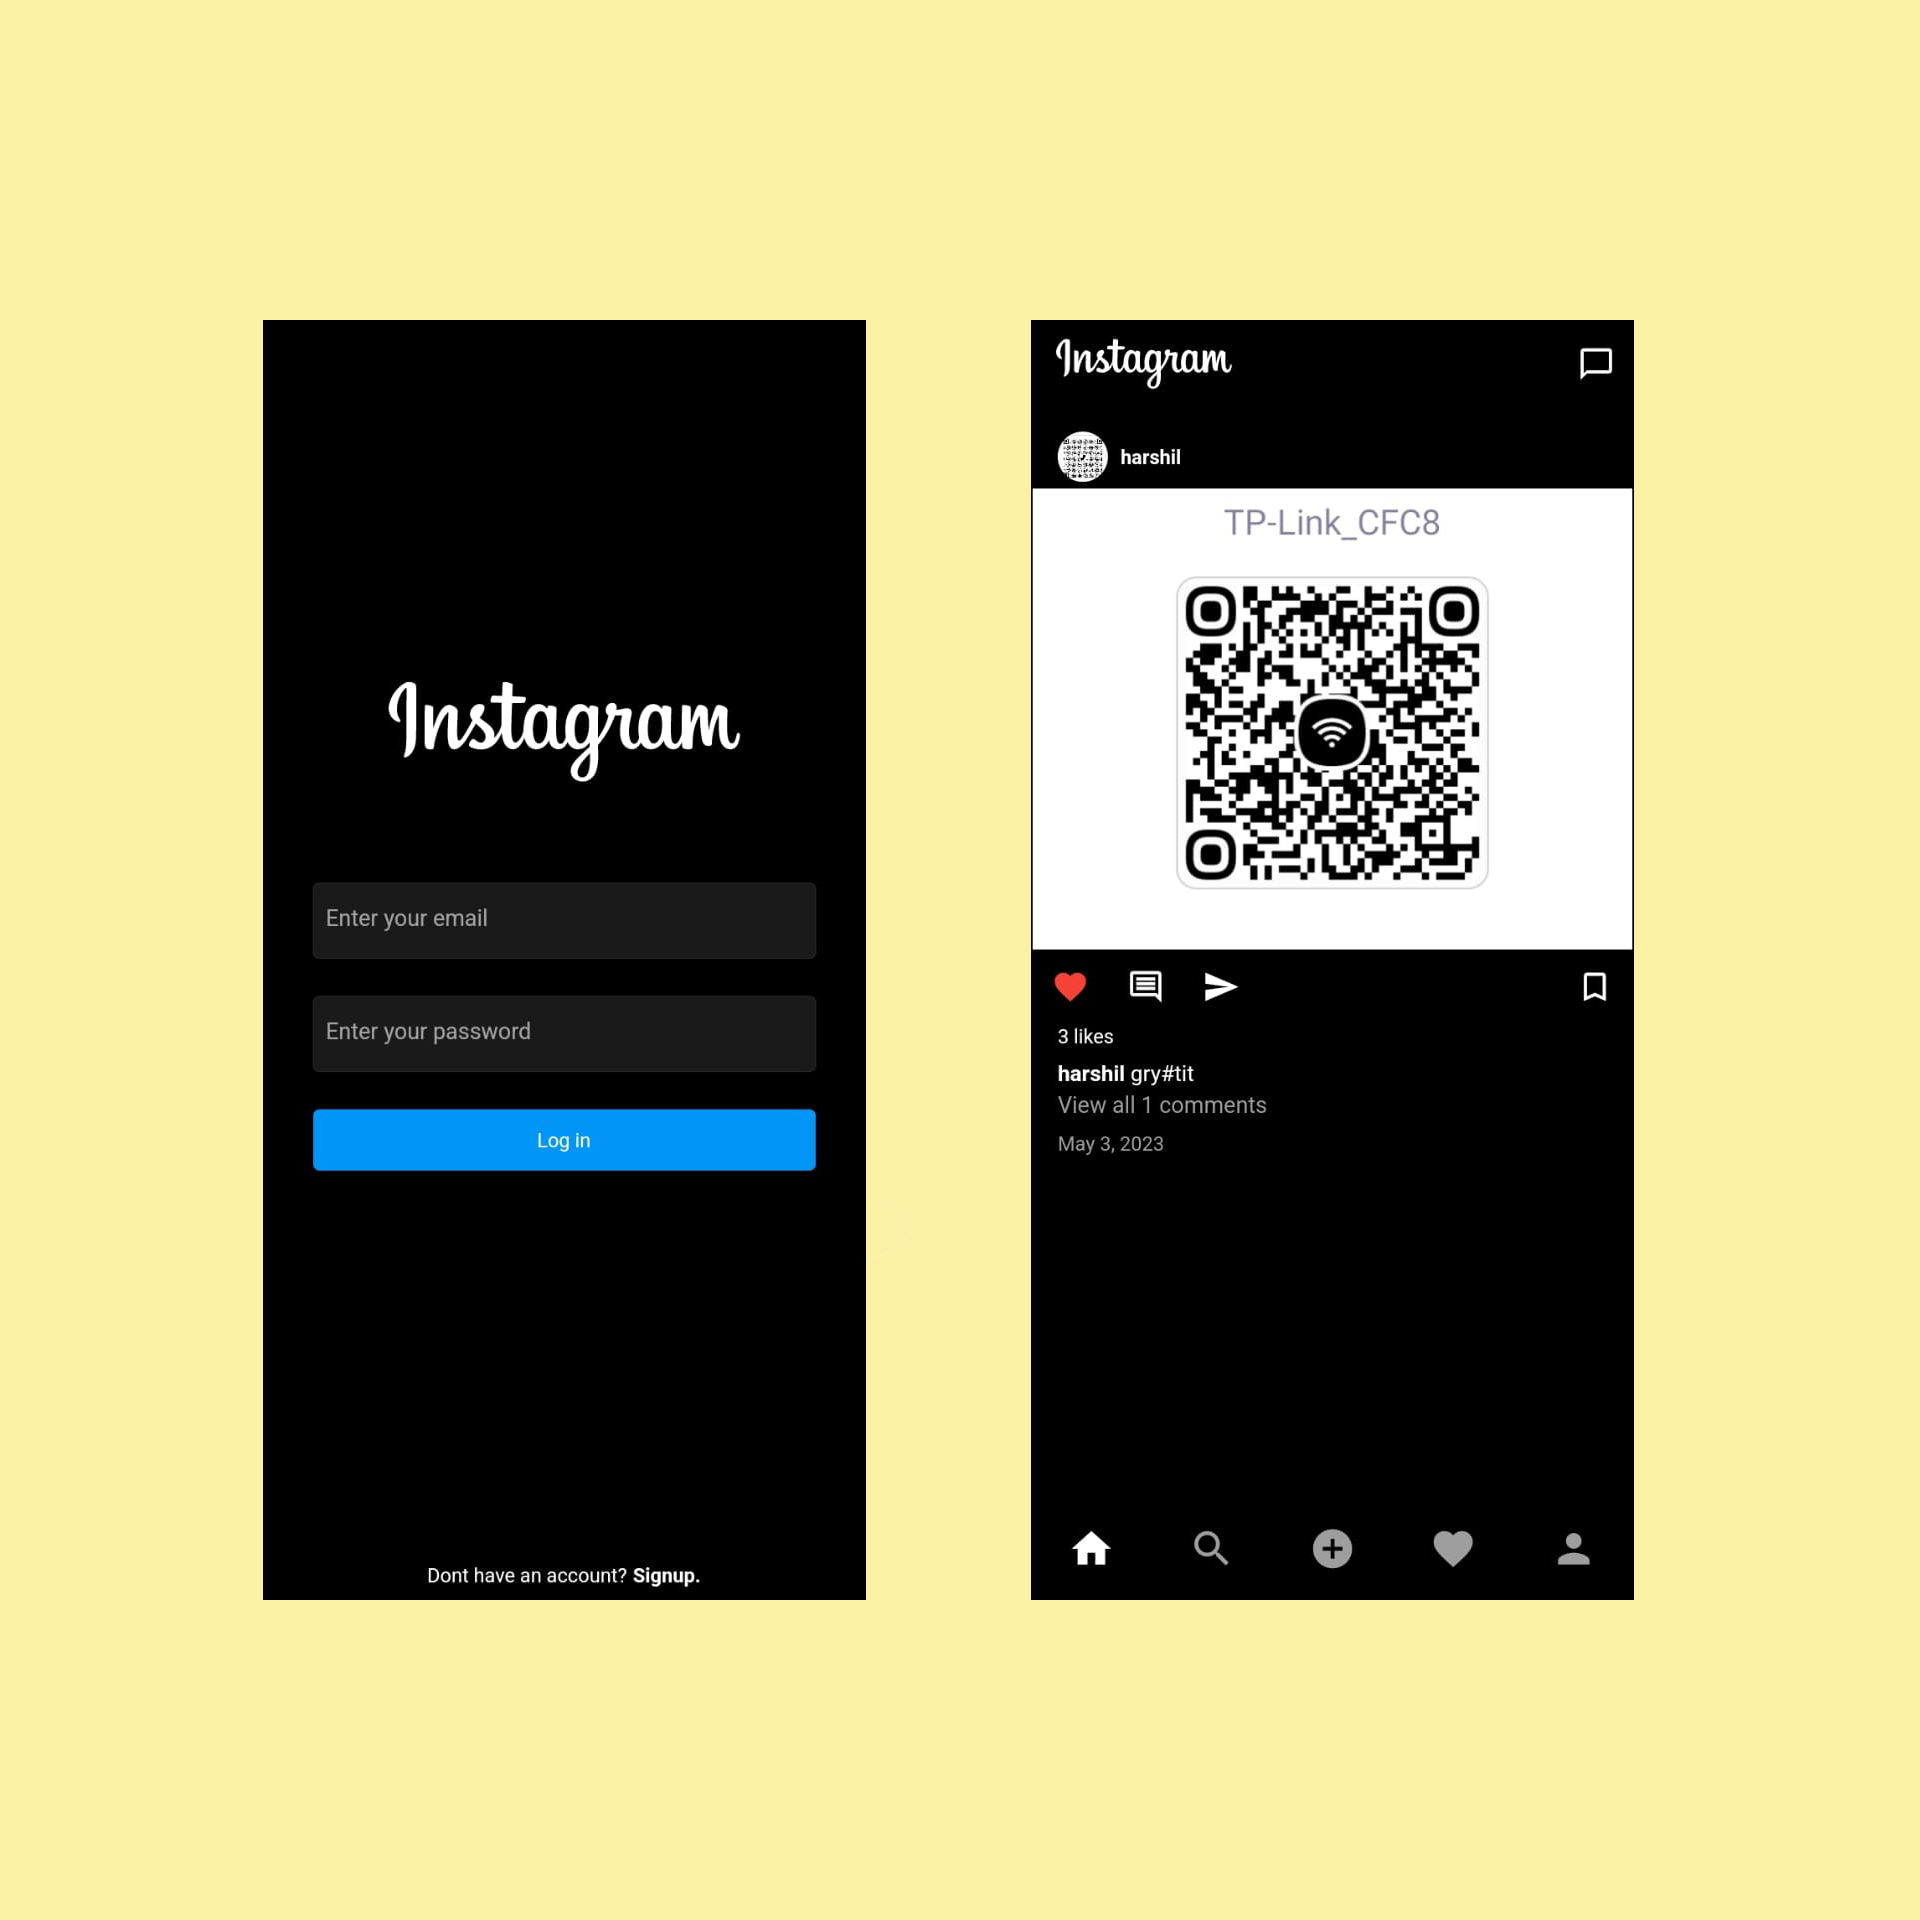 Instagram
Enter your email
Enter your password
Log in
Dont have an account? Signup.
Instagram
harshil
TP-Link_CFC8
3 likes
harshil gry#tit
View all 1 comments
May 3, 2023